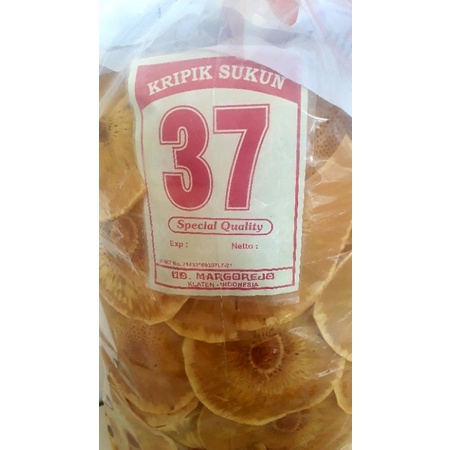 KRIPIK SUKUN
37
Special Quality
Exp : Netto :
UD. MARGOREJO
KLATEN - INDONESIA